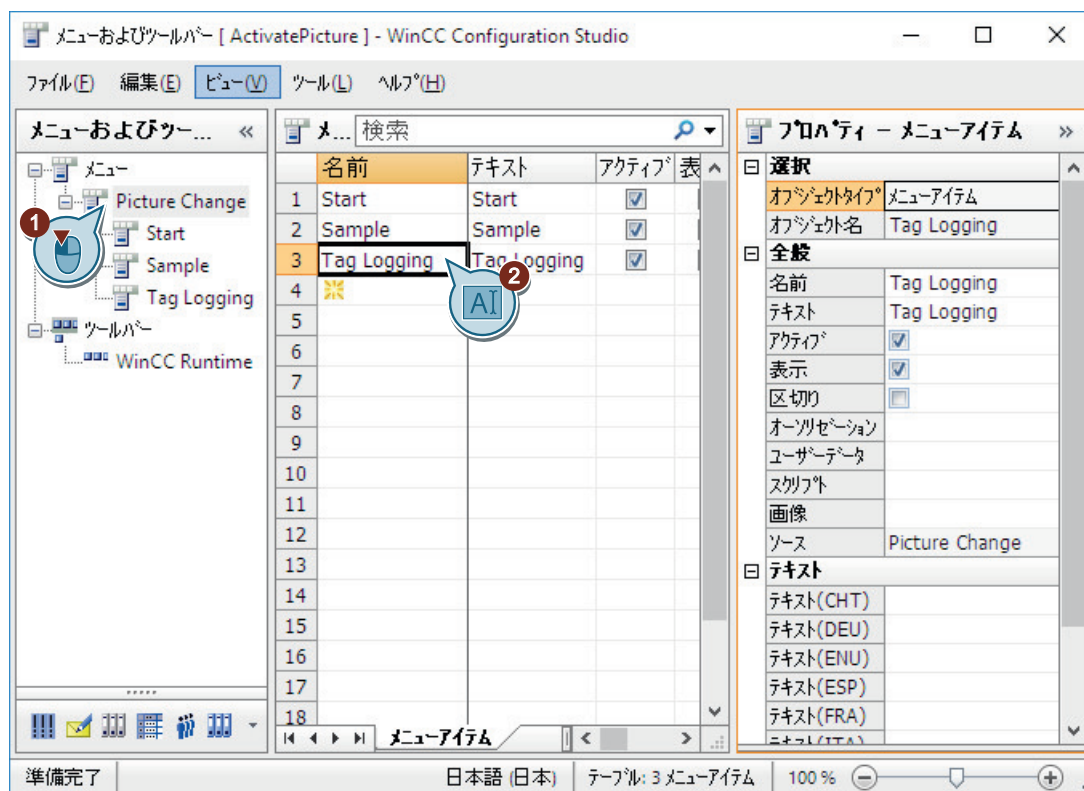 メニューおよびツールバー [ ActivatePicture ] - WinCC Configuration Studio
ファイル(F) 編集(E) ビュー(V) ツール(L) ヘルプ(H)
メニューおよびツー... «
メニュー
Picture Change
Start
Sample
Tag Logging
ツールバー
WinCC Runtime
1
メ... 検索
名前 テキスト アクティブ 表
1 Start Start
2 Sample Sample
3 Tag Logging Tag Logging
4
5
6
7
8
9
10
11
12
13
14
15
16
17
18
2
AI
メニューアイテム
プロパティ - メニューアイテム »
選択
オブジェクトタイプ メニューアイテム
オブジェクト名 Tag Logging
全般
名前 Tag Logging
テキスト Tag Logging
アクティブ
表示
区切り
オーソリゼーション
ユーザーデータ
スクリプト
画像
ソース Picture Change
テキスト
テキスト(CHT)
テキスト(DEU)
テキスト(ENU)
テキスト(ESP)
テキスト(FRA)
テキスト(ITA)
準備完了 日本語 (日本) テーブル: 3 メニューアイテム 100 %